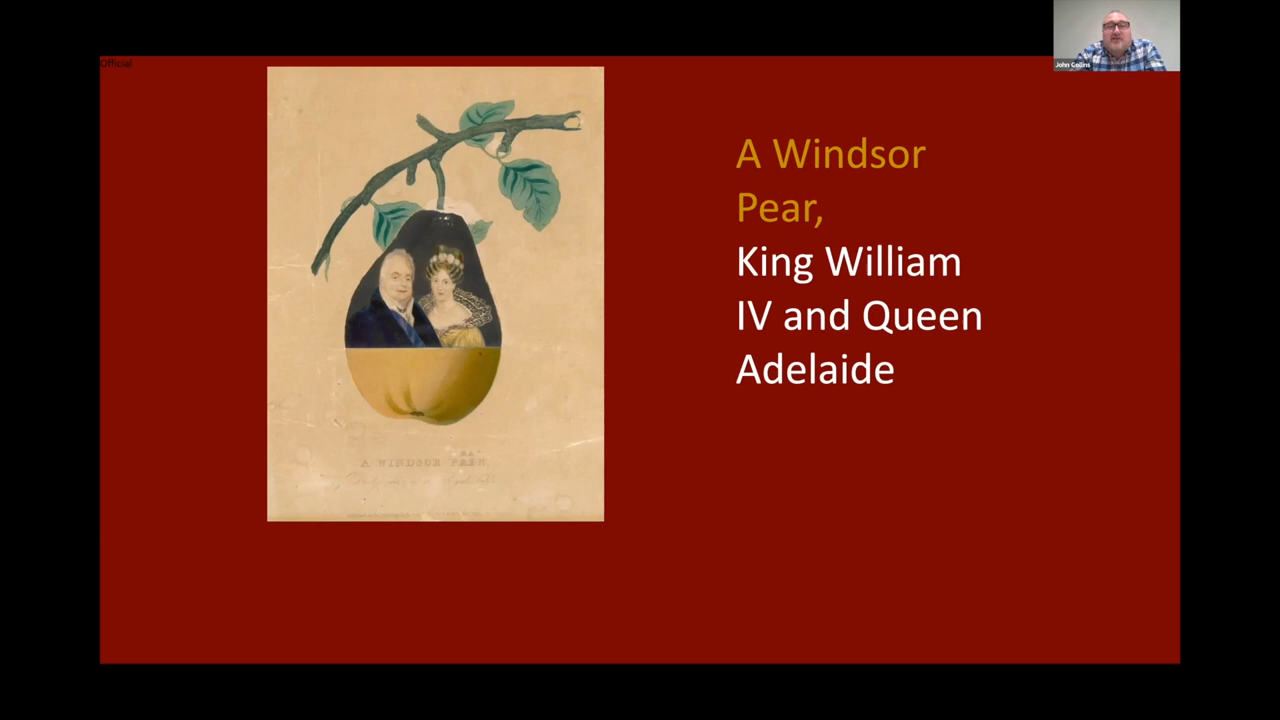 Official
John Collins
A Windsor
Pear,
King William
IV and Queen
Adelaide
A WINDSOR PEAR